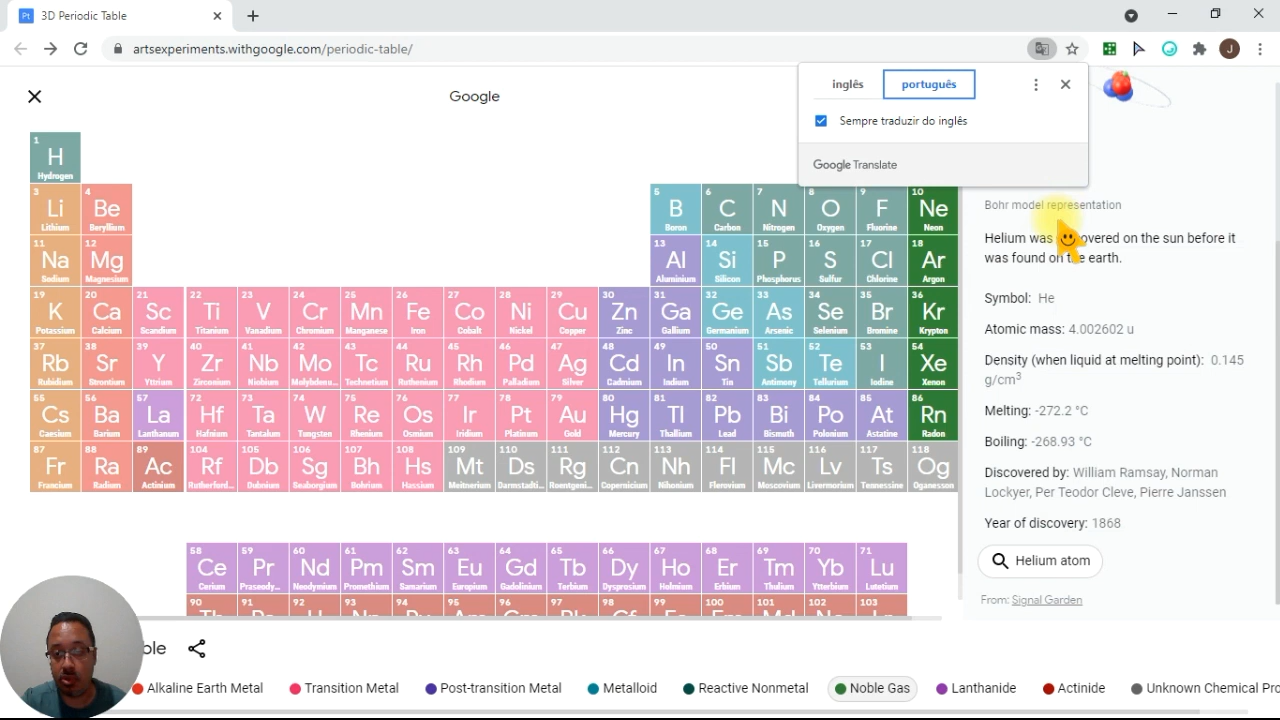 3D Periodic Table
artsexperiments.withgoogle.com/periodic-table/
J
inglês português
Sempre traduzir do inglês
Google Translate
Google
1 H Hydrogen
3 Li Lithium 4 Be Beryllium 5 B Boron 6 C Carbon 7 N Nitrogen 8 O Oxygen 9 F Fluorine 10 Ne Neon
11 Na Sodium 12 Mg Magnesium 13 Al Aluminium 14 Si Silicon 15 P Phosphorus 16 S Sulfur 17 Cl Chlorine 18 Ar Argon
19 K Potassium 20 Ca Calcium 21 Sc Scandium 22 Ti Titanium 23 V Vanadium 24 Cr Chromium 25 Mn Manganese 26 Fe Iron 27 Co Cobalt 28 Ni Nickel 29 Cu Copper 30 Zn Zinc 31 Ga Gallium 32 Ge Germanium 33 As Arsenic 34 Se Selenium 35 Br Bromine 36 Kr Krypton
37 Rb Rubidium 38 Sr Strontium 39 Y Yttrium 40 Zr Zirconium 41 Nb Niobium 42 Mo Molybde... 43 Tc Technetium 44 Ru Ruthenium 45 Rh Rhodium 46 Pd Palladium 47 Ag Silver 48 Cd Cadmium 49 In Indium 50 Sn Tin 51 Sb Antimony 52 Te Tellurium 53 I Iodine 54 Xe Xenon
55 Cs Caesium 56 Ba Barium 57 La Lanthanum 72 Hf Hafnium 73 Ta Tantalum 74 W Tungsten 75 Re Rhenium 76 Os Osmium 77 Ir Iridium 78 Pt Platinum 79 Au Gold 80 Hg Mercury 81 Tl Thallium 82 Pb Lead 83 Bi Bismuth 84 Po Polonium 85 At Astatine 86 Rn Radon
87 Fr Francium 88 Ra Radium 89 Ac Actinium 104 Rf Rutherford... 105 Db Dubnium 106 Sg Seaborgium 107 Bh Bohrium 108 Hs Hassium 109 Mt Meitnerium 110 Ds Darmstadti... 111 Rg Roentgeni... 112 Cn Copernicium 113 Nh Nihonium 114 Fl Flerovium 115 Mc Moscovium 116 Lv Livermorium 117 Ts Tennessine 118 Og Oganesson
58 Ce Cerium 59 Pr Praseody... 60 Nd Neodymium 61 Pm Promethium 62 Sm Samarium 63 Eu Europium 64 Gd Gadolinium 65 Tb Terbium 66 Dy Dysprosium 67 Ho Holmium 68 Er Erbium 69 Tm Thulium 70 Yb Ytterbium 71 Lu Lutetium
90 91 92 93 94 95 96 97 98 99 100 101 102 103
Bohr model representation
Helium was discovered on the sun before it
was found on the earth.
Symbol: He
Atomic mass: 4.002602 u
Density (when liquid at melting point): 0.145
g/cm³
Melting: -272.2 °C
Boiling: -268.93 °C
Discovered by: William Ramsay, Norman
Lockyer, Per Teodor Cleve, Pierre Janssen
Year of discovery: 1868
Helium atom
From: Signal Garden
ble
Alkaline Earth Metal Transition Metal Post-transition Metal Metalloid Reactive Nonmetal Noble Gas Lanthanide Actinide Unknown Chemical Pro